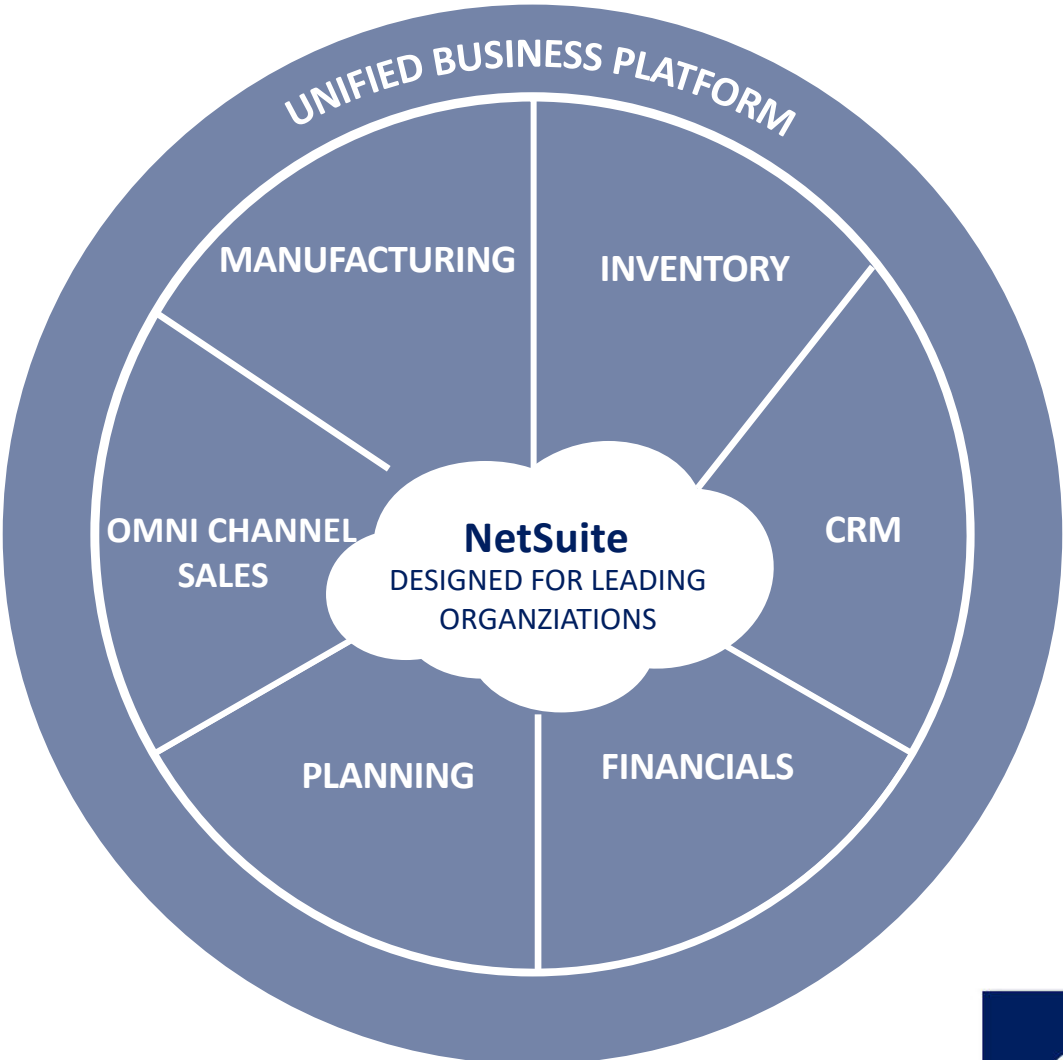 UNIFIED BUSINESS PLATFORM
MANUFACTURING
INVENTORY
OMNI CHANNEL
SALES
NetSuite
DESIGNED FOR LEADING
ORGANZIATIONS
CRM
PLANNING
FINANCIALS